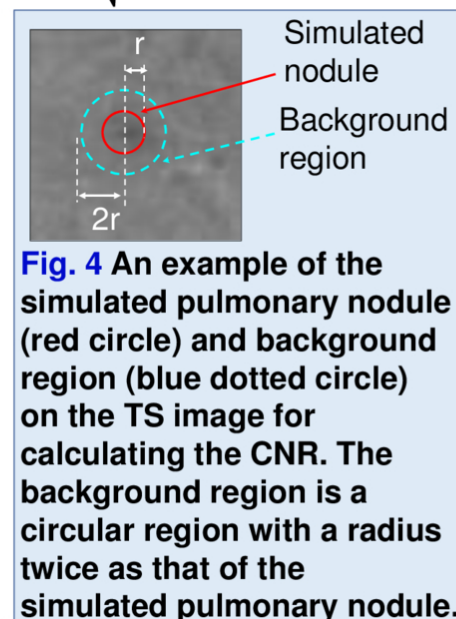 r
Simulated
nodule
Background
region
2r
Fig. 4 An example of the
simulated pulmonary nodule
(red circle) and background
region (blue dotted circle)
on the TS image for
calculating the CNR. The
background region is a
circular region with a radius
twice as that of the
simulated pulmonary nodule.